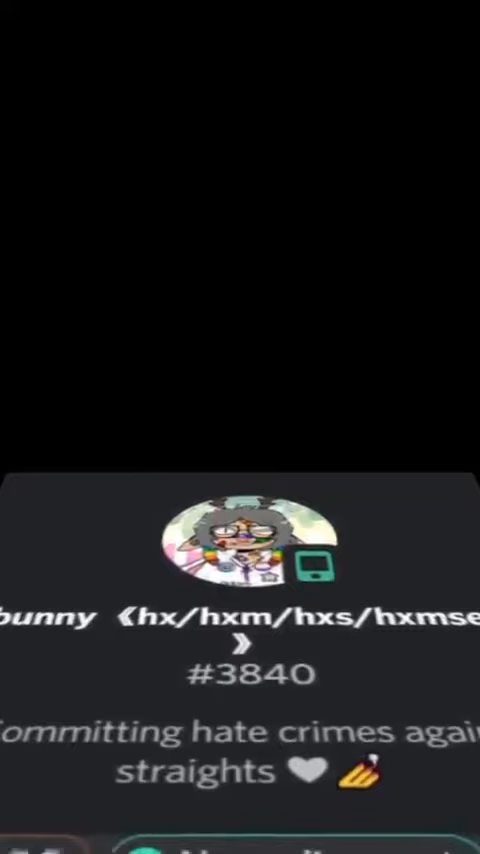 bunny 《hx/hxm/hxs/hxmse
》
#3840
ommitting hate crimes agai
straights 🤍 💅